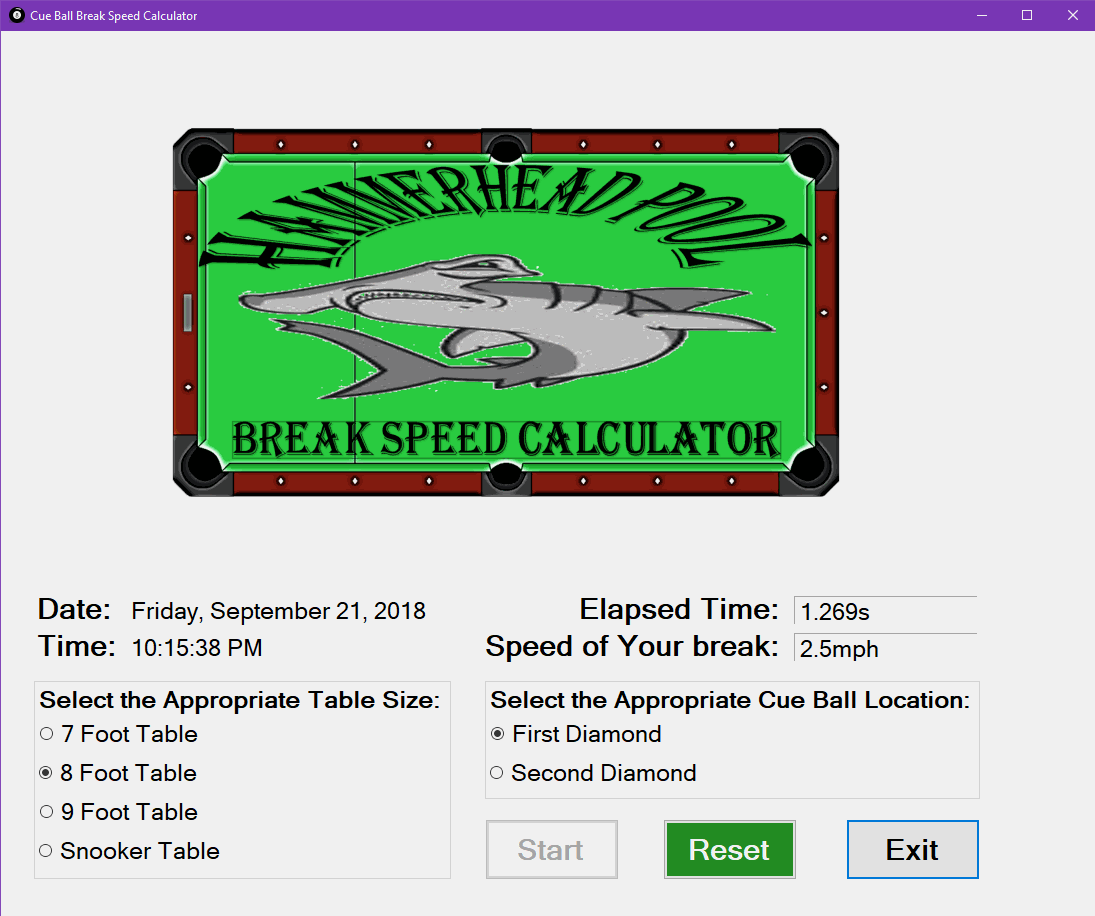 Cue Ball Break Speed Calculator
HAMMERHEAD POOL
BREAK SPEED CALCULATOR
Date: Friday, September 21, 2018
Time: 10:15:38 PM
Elapsed Time: 1.269s
Speed of Your break: 2.5mph
Select the Appropriate Table Size:
7 Foot Table
8 Foot Table
9 Foot Table
Snooker Table
Select the Appropriate Cue Ball Location:
First Diamond
Second Diamond
Start
Reset
Exit